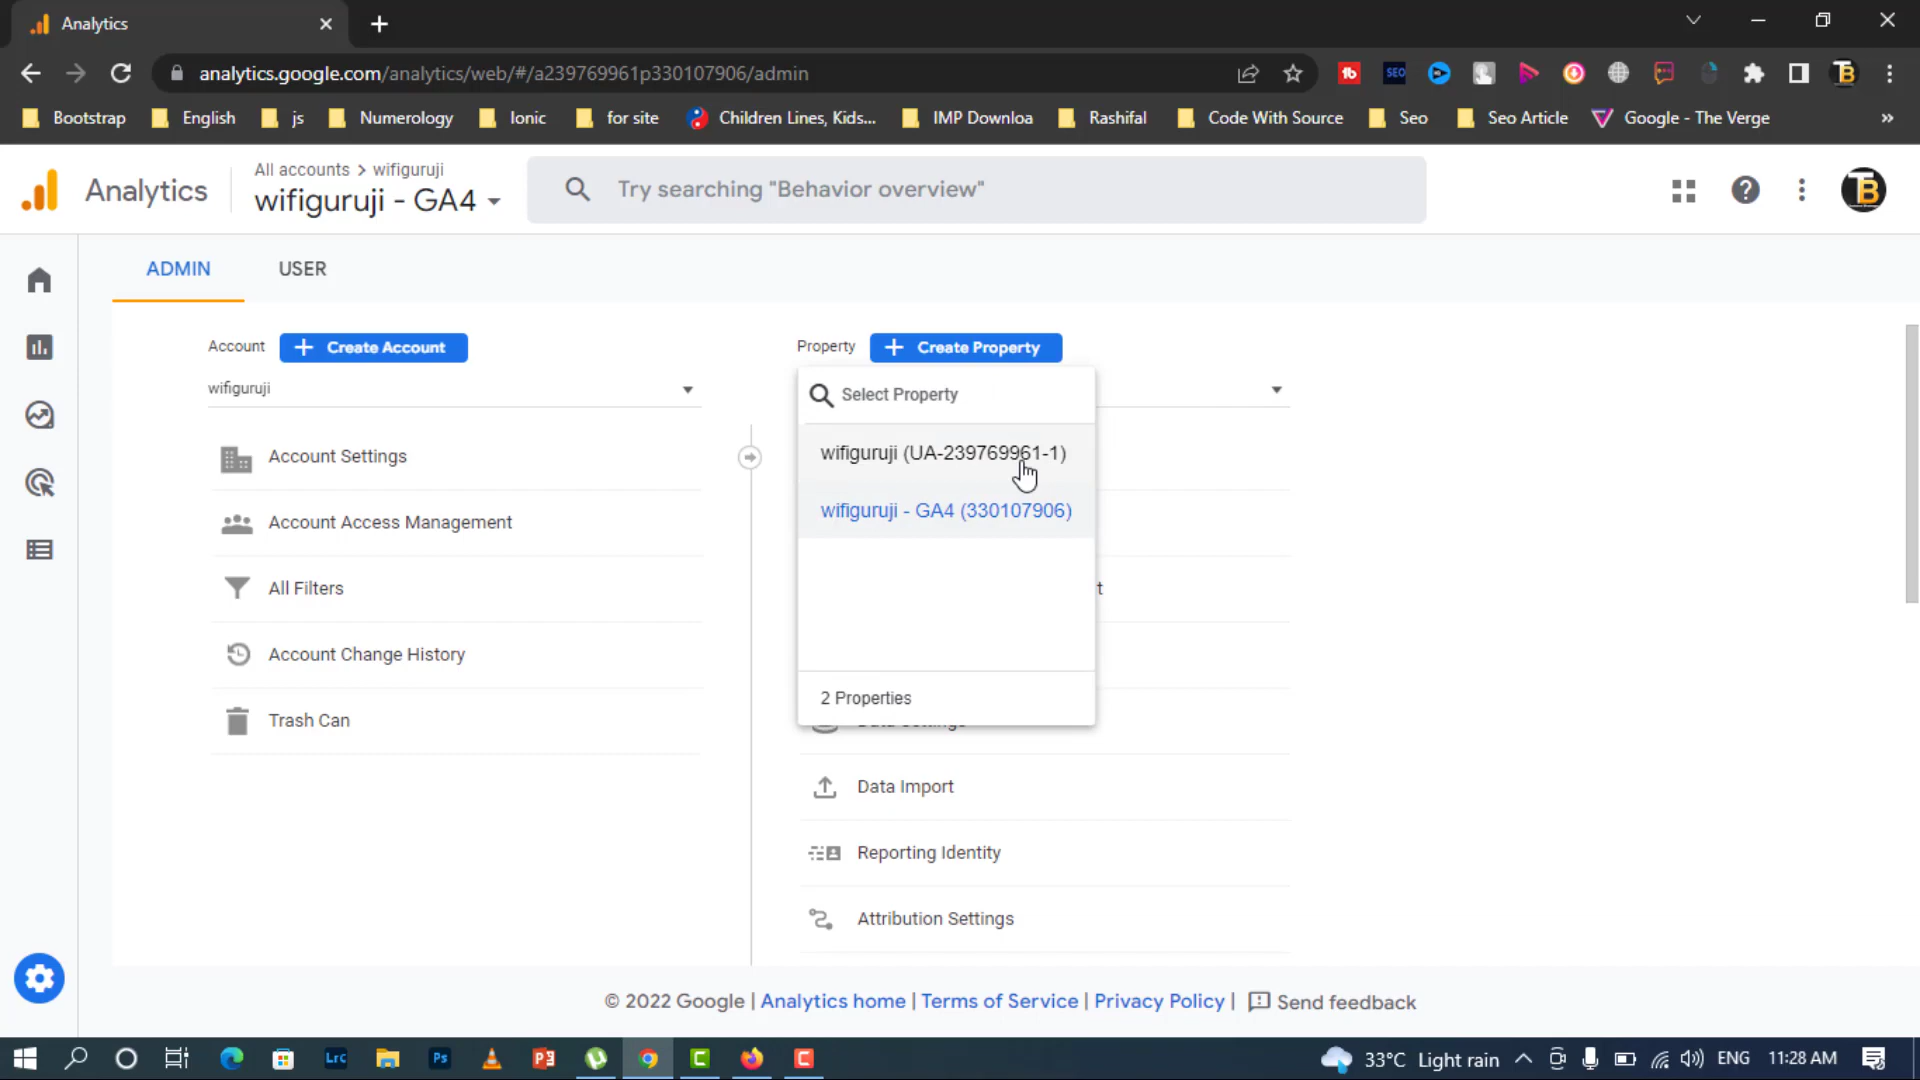 Analytics
analytics.google.com/analytics/web/#/a239769961p330107906/admin
SEO
Bootstrap
English
js
Numerology
Ionic
for site
Children Lines, Kids...
IMP Downloa
Rashifal
Code With Source
Seo
Seo Article
Google - The Verge
»
Analytics
All accounts > wifiguruji
wifiguruji - GA4
Try searching "Behavior overview"
ADMIN
USER
Account
Create Account
wifiguruji
Account Settings
Account Access Management
All Filters
Account Change History
Trash Can
Property
Create Property
Select Property
wifiguruji (UA-239769961-1)
wifiguruji - GA4 (330107906)
2 Properties
Data Import
Reporting Identity
Attribution Settings
© 2022 Google | Analytics home | Terms of Service | Privacy Policy | Send feedback
Lrc
Ps
33°C Light rain
ENG
11:28 AM